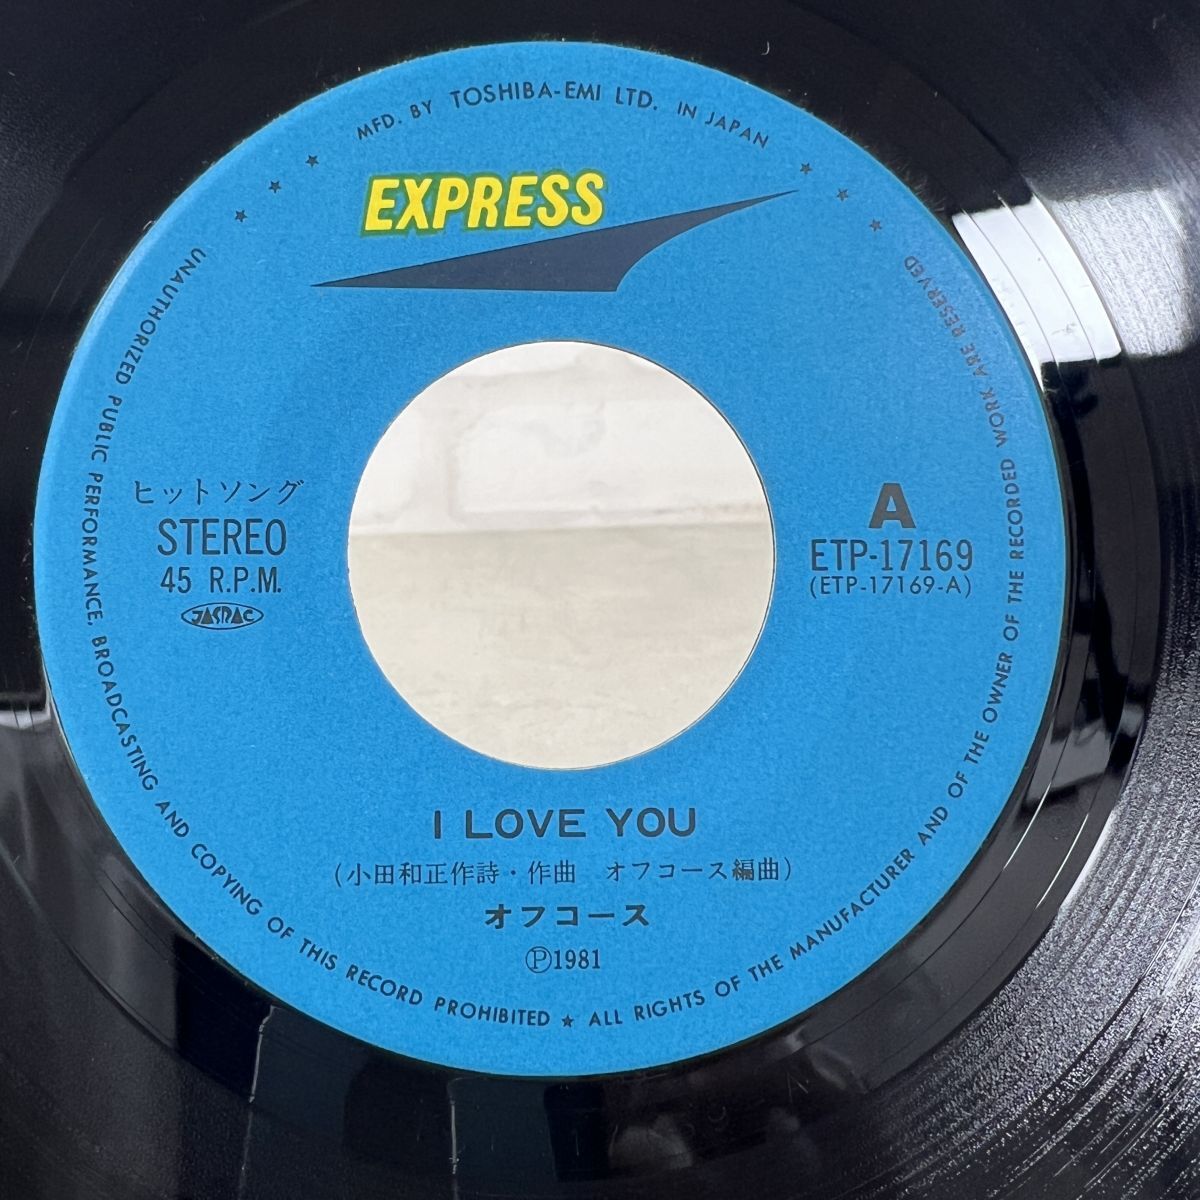 MFD. BY TOSHIBA-EMI LTD. IN JAPAN
EXPRESS
ヒットソング
STEREO
45 R.P.M.
JASRAC
A
ETP-17169
(ETP-17169-A)
I LOVE YOU
(小田和正作詩・作曲　オフコース編曲)
オフコース
Ⓟ1981
UNAUTHORIZED PUBLIC PERFORMANCE, BROADCASTING AND COPYING OF THIS RECORD PROHIBITED ★ ALL RIGHTS OF THE MANUFACTURER AND OF THE OWNER OF THE RECORDED WORK ARE RESERVED